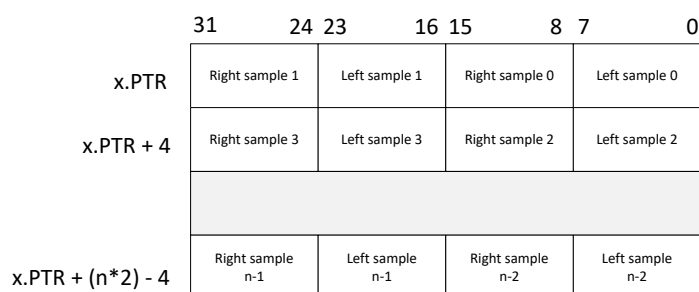 31 24 23 16 15 8 7 0
x.PTR Right sample 1 Left sample 1 Right sample 0 Left sample 0
x.PTR + 4 Right sample 3 Left sample 3 Right sample 2 Left sample 2
x.PTR + (n*2) - 4 Right sample n-1 Left sample n-1 Right sample n-2 Left sample n-2